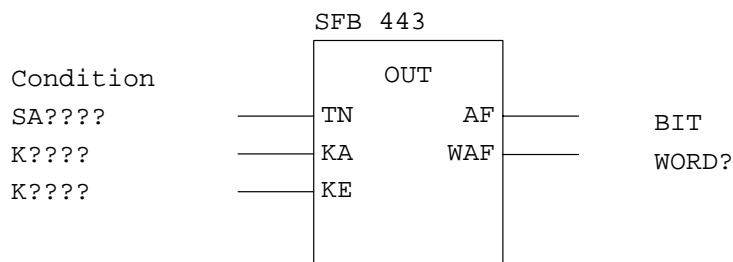 SFB 443
OUT
Condition
SA???? TN AF BIT
K???? KA WAF WORD?
K???? KE